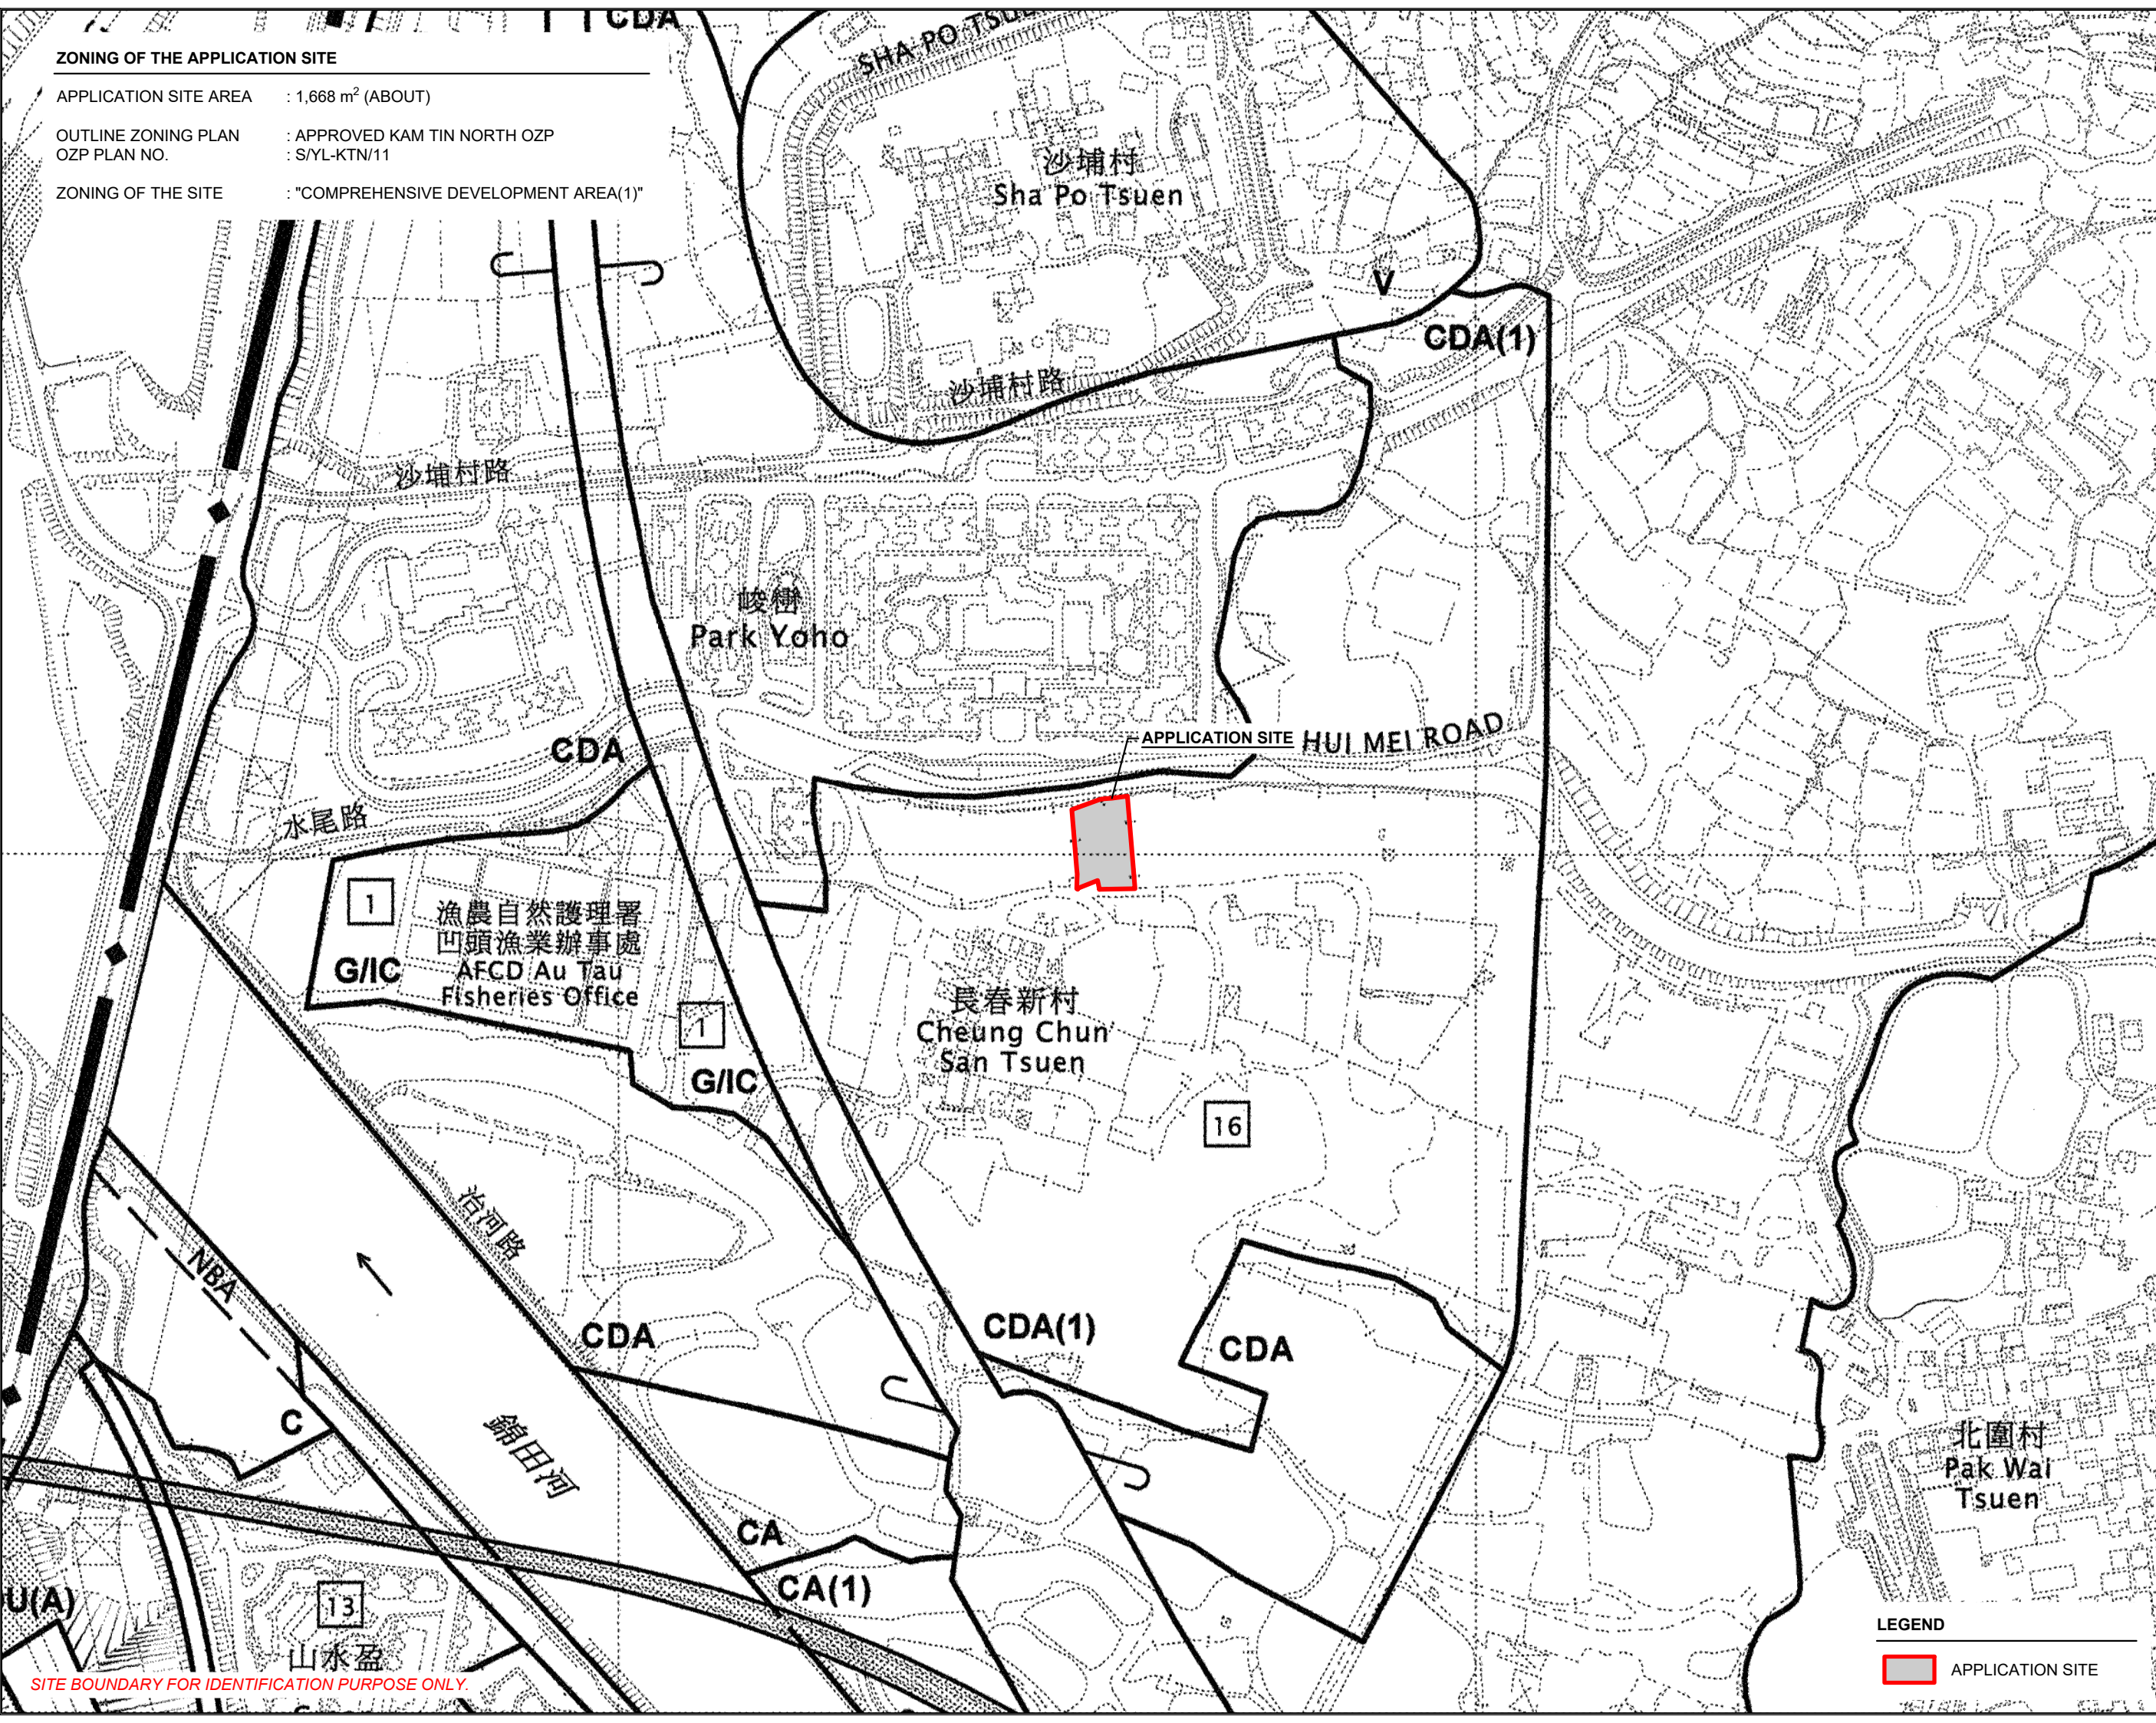 CDA
SHA PO TSU
ZONING OF THE APPLICATION SITE
APPLICATION SITE AREA : 1,668 m² (ABOUT)
OUTLINE ZONING PLAN : APPROVED KAM TIN NORTH OZP
OZP PLAN NO. : S/YL-KTN/11
ZONING OF THE SITE : "COMPREHENSIVE DEVELOPMENT AREA(1)"
沙埔村
Sha Po Tsuen
V
CDA(1)
沙埔村路
沙埔村路
峻巒
Park Yoho
APPLICATION SITE
HUI MEI ROAD
CDA
水尾路
1
漁農自然護理署
凹頭漁業辦事處
G/IC
AFCD Au Tau
Fisheries Office
1
G/IC
長春新村
Cheung Chun
San Tsuen
16
治河路
NBA
CDA
CDA(1)
CDA
C
錦田河
北圍村
Pak Wai
Tsuen
CA
CA(1)
U(A)
13
山水盈
LEGEND
APPLICATION SITE
SITE BOUNDARY FOR IDENTIFICATION PURPOSE ONLY.